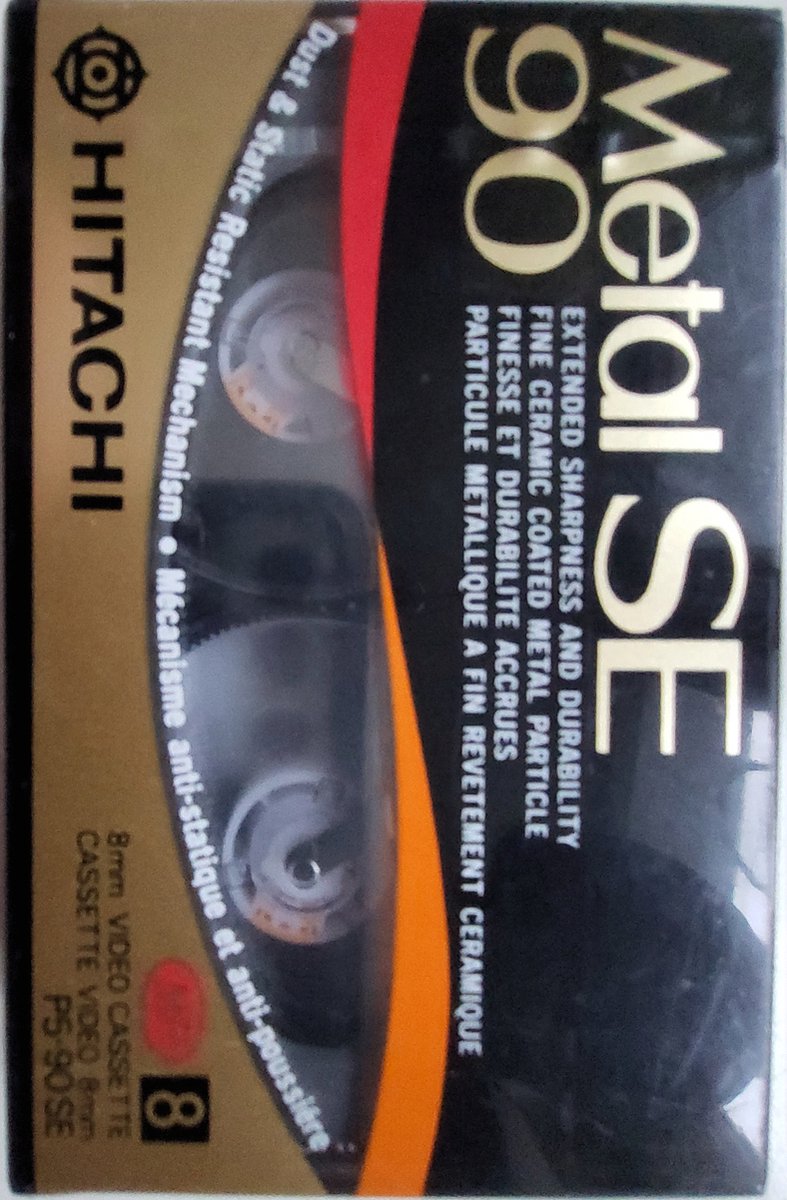 Metal SE
90
EXTENDED SHARPNESS AND DURABILITY
FINE CERAMIC COATED METAL PARTICLE
FINESSE ET DURABILITE ACCRUES
PARTICULE METALLIQUE A FIN REVETEMENT CERAMIQUE
Dust & Static Resistant Mechanism • Mécanisme anti-statique et anti-poussière
HITACHI
8
8mm VIDEO CASSETTE
CASSETTE VIDEO 8mm
P5-90SE